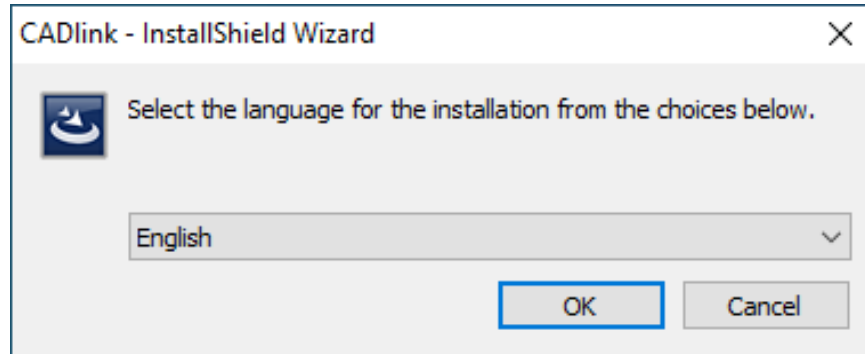 CADlink - InstallShield Wizard
Select the language for the installation from the choices below.
English
OK Cancel